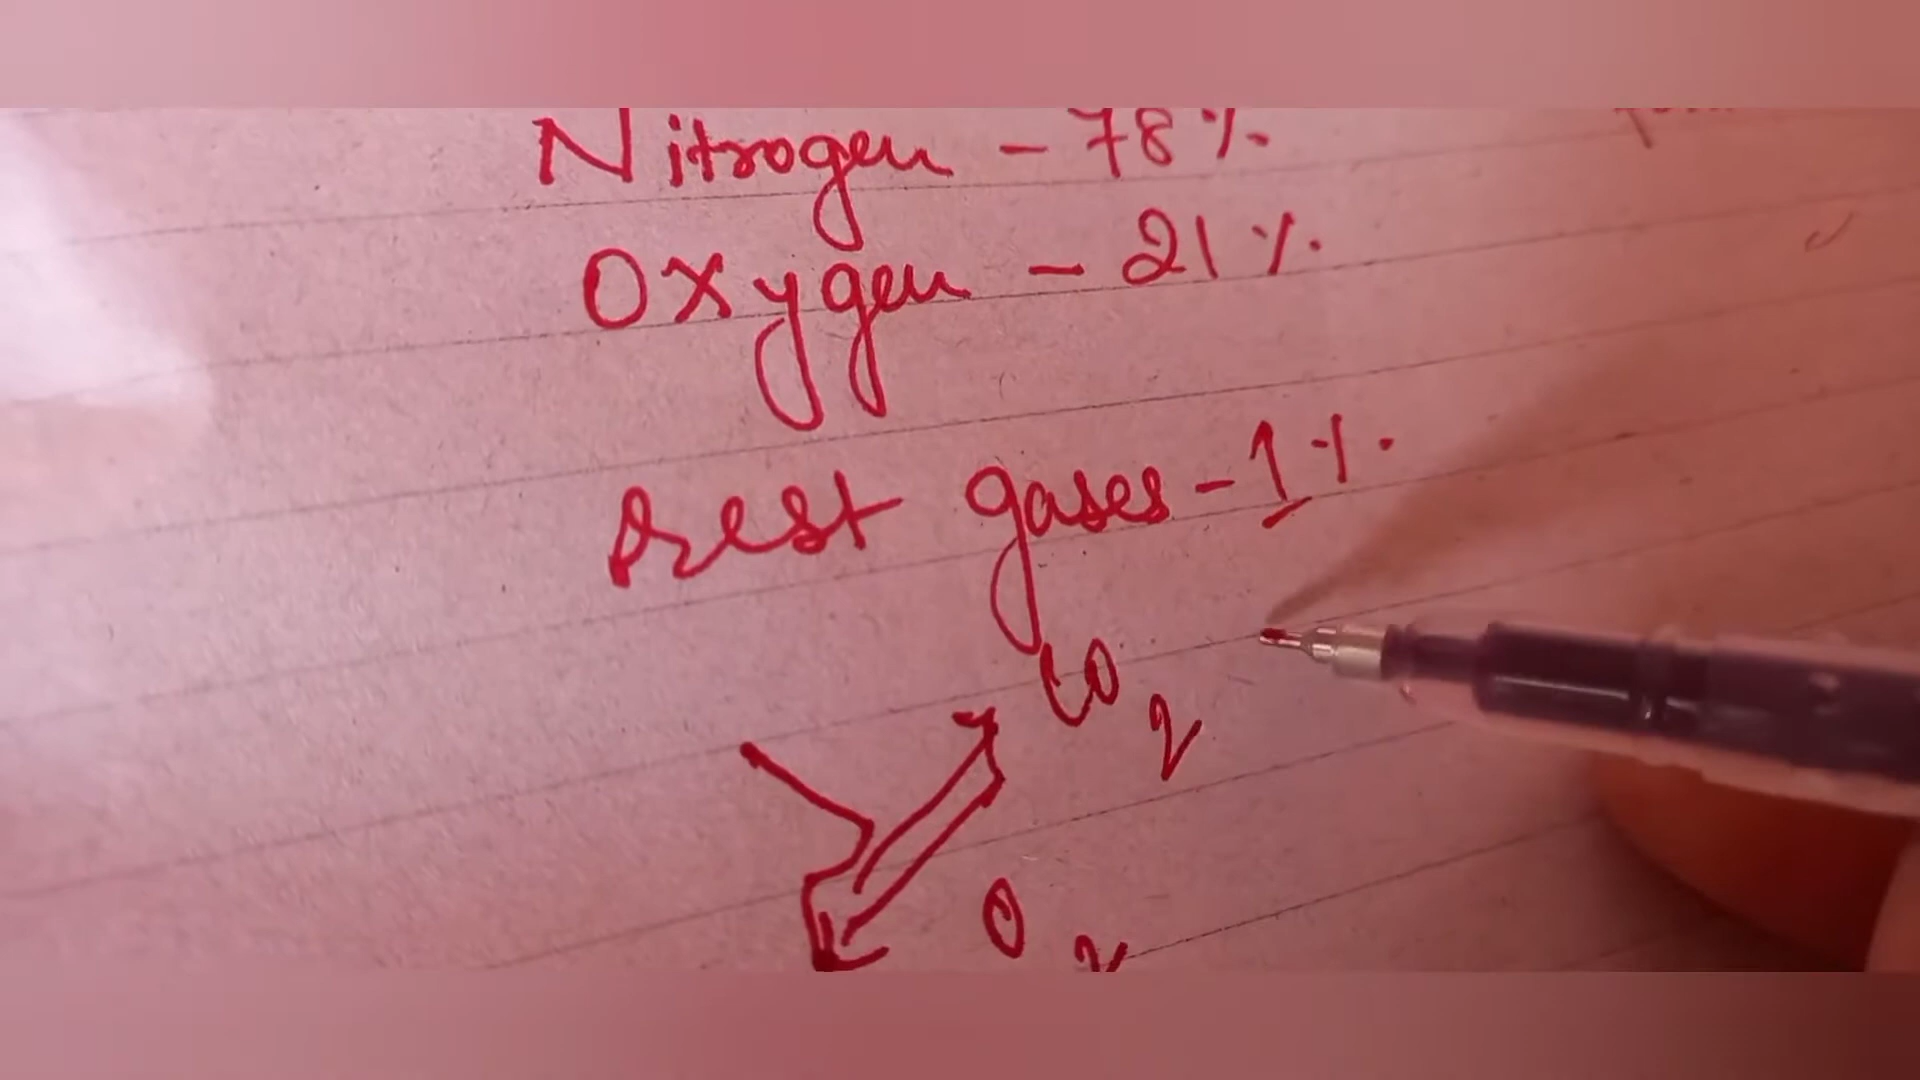 Nitrogen - 78%
Oxygen - 21%
rest gases - 1%
CO2
O2